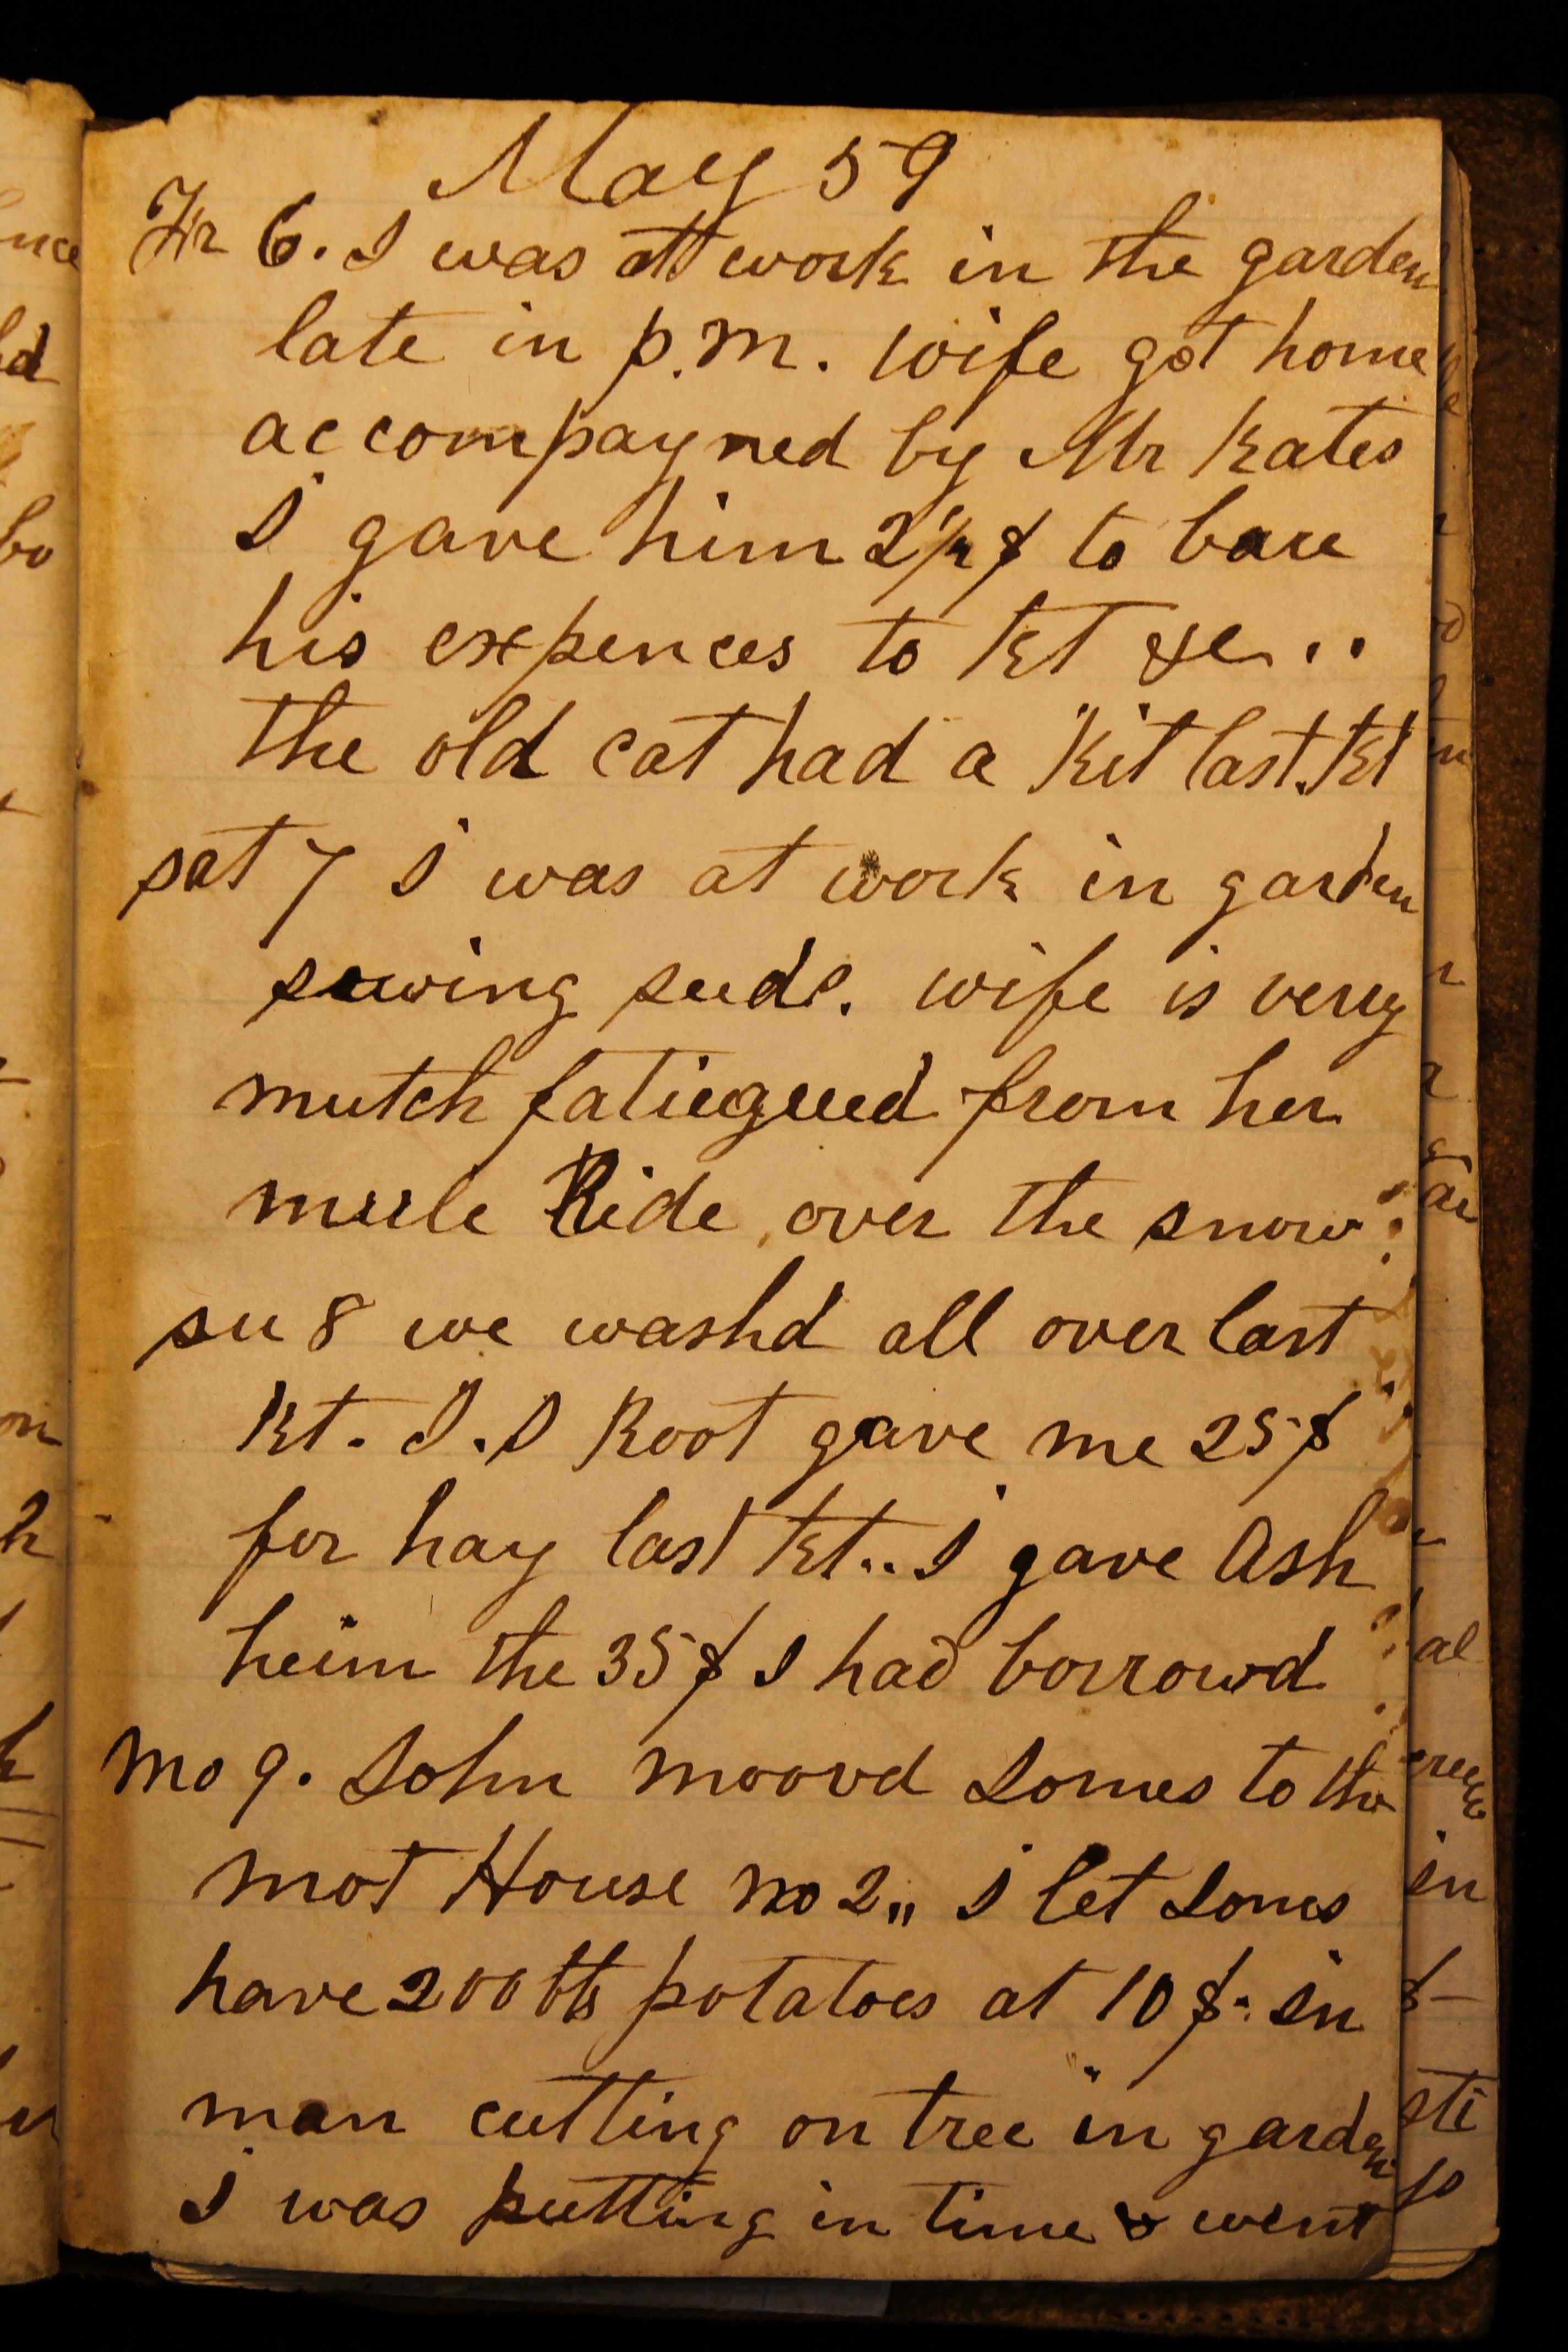 May 59
Fr 6. I was att work in the garden
late in p.m. wife got home
accompayned by Mr Kates
I gave him 2½ $ to bare
his expences to Kt &c..
the old cat had a Kit last Kt
sat 7 I was at work in garden
sowing seeds. wife is verry
mutch fatiegued from her
mule Ride over the snow.
su 8 we washd all over last
Kt. I.S Root gave me 25 $
for hay last Kt.. I gave Ash
heim the 35 $ I had borrowd
mo 9. John moovd Jones to the
mot House no 2,, I let Jones
have 200 lbs potatoes at 10 $. In
man cutting on tree in garden
I was putting in time & went